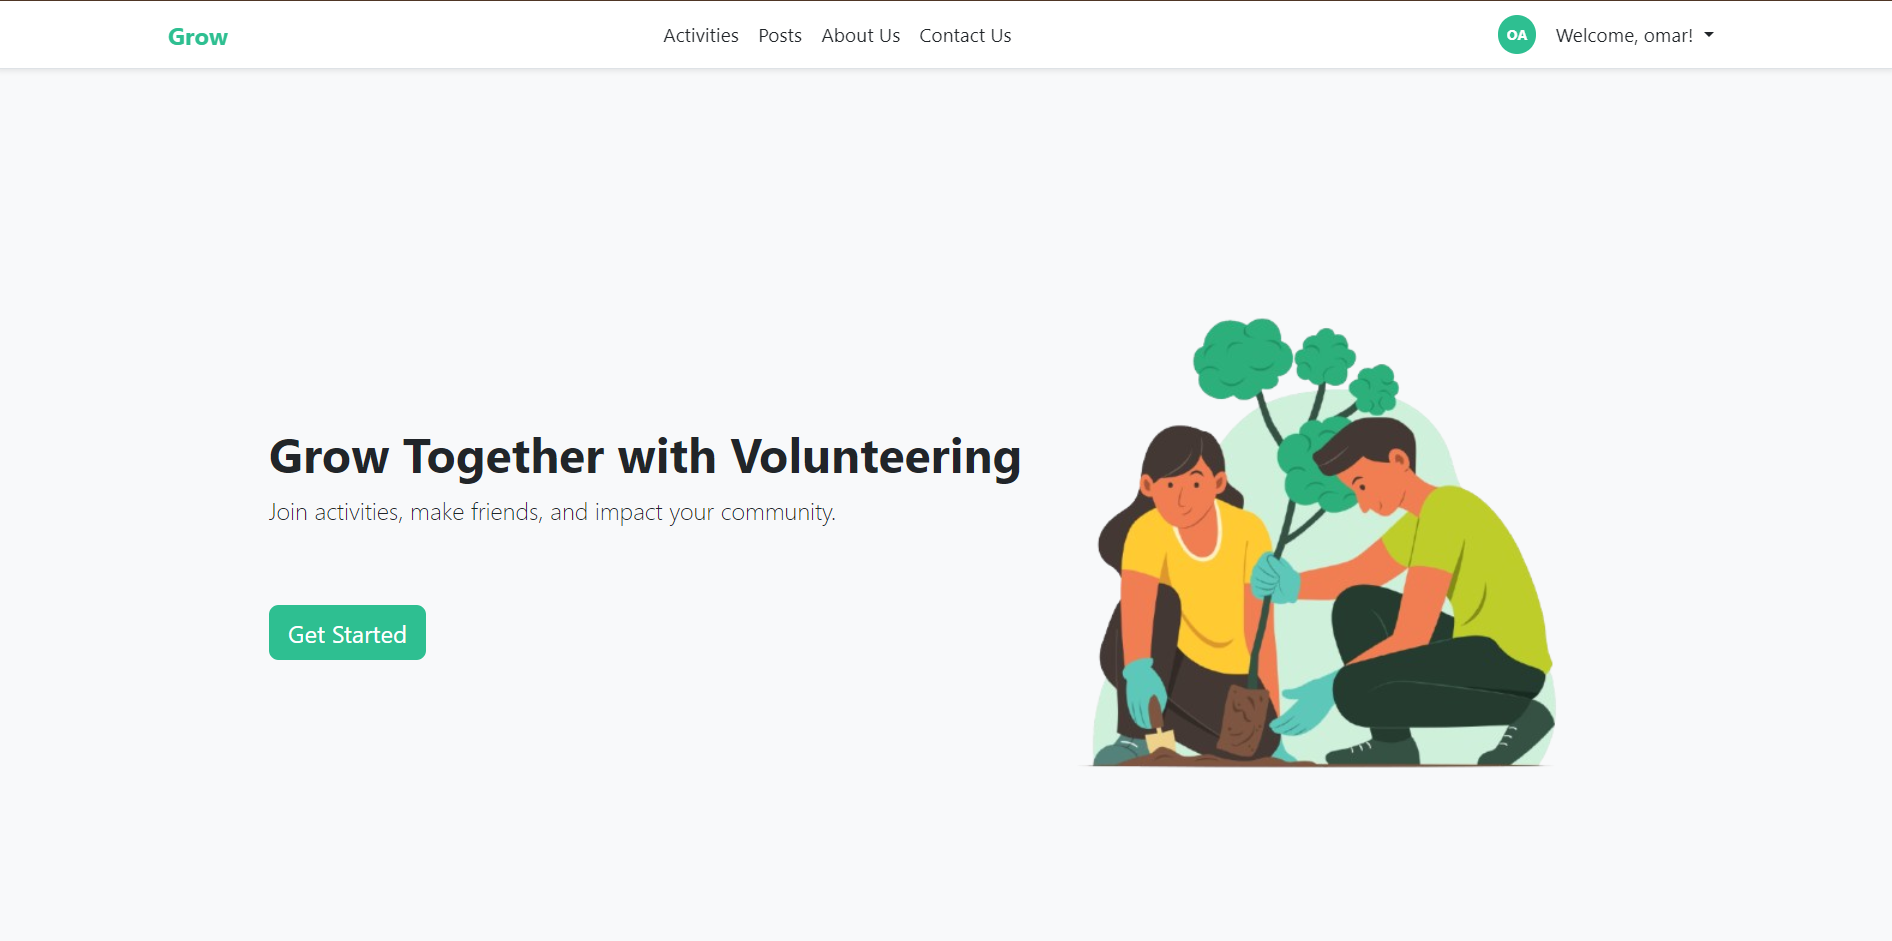 Grow
Activities Posts About Us Contact Us
OA Welcome, omar!
Grow Together with Volunteering
Join activities, make friends, and impact your community.
Get Started